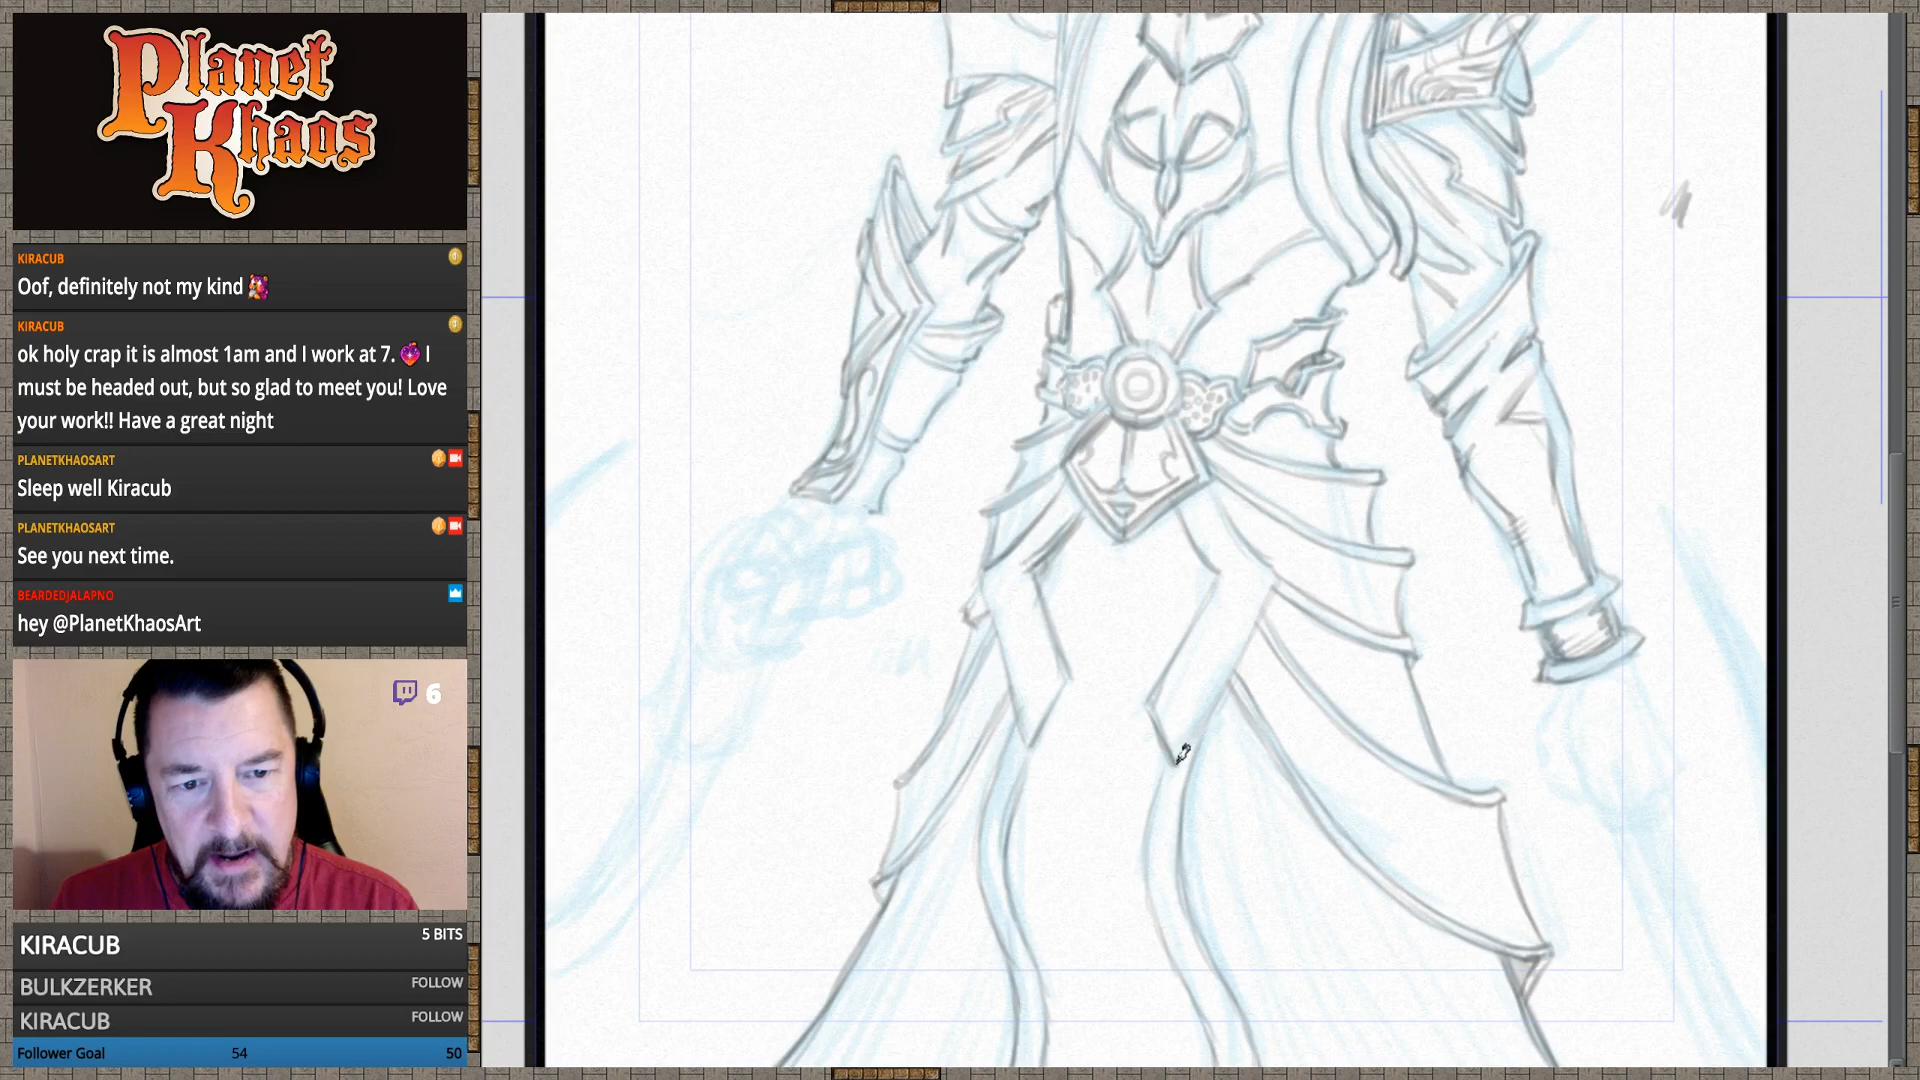 Planet
Khaos
KIRACUB
Oof, definitely not my kind
KIRACUB
ok holy crap it is almost 1am and I work at 7. I
must be headed out, but so glad to meet you! Love
your work!! Have a great night
PLANETKHAOSART
Sleep well Kiracub
PLANETKHAOSART
See you next time.
BEARDEDJALAPNO
hey @PlanetKhaosArt
6
KIRACUB 5 BITS
BULKZERKER FOLLOW
KIRACUB FOLLOW
Follower Goal 54 50